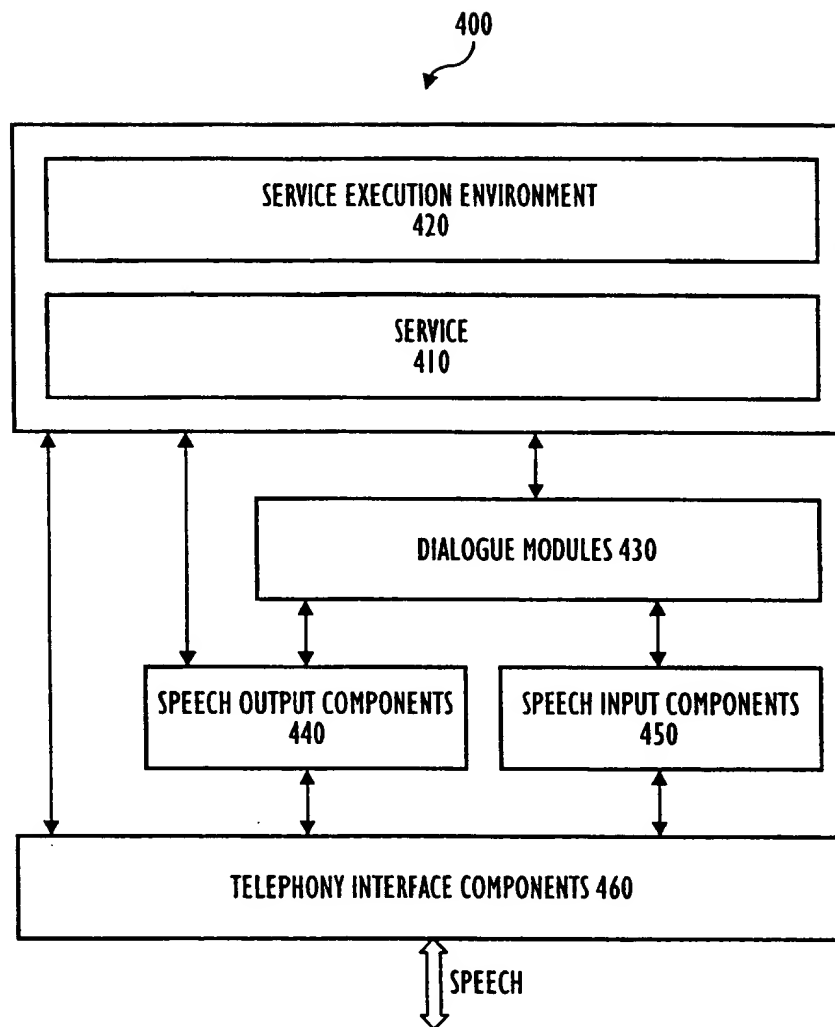 400
SERVICE EXECUTION ENVIRONMENT
420
SERVICE
410
DIALOGUE MODULES 430
SPEECH OUTPUT COMPONENTS
440
SPEECH INPUT COMPONENTS
450
TELEPHONY INTERFACE COMPONENTS 460
SPEECH